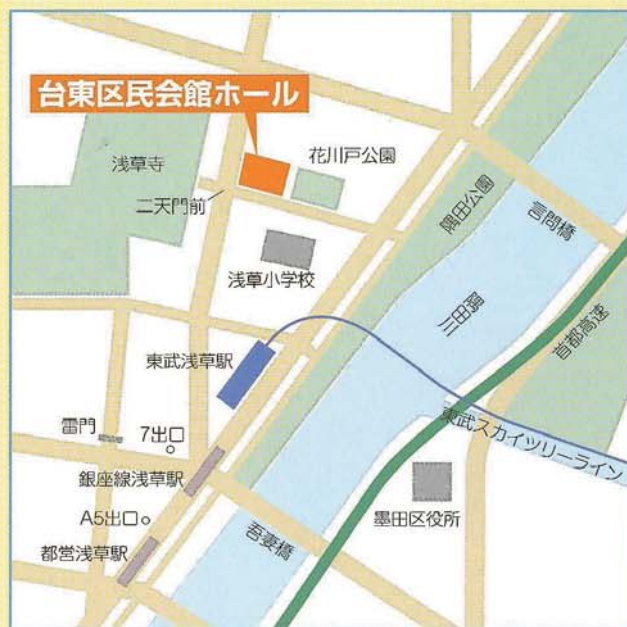 台東区民会館ホール
浅草寺
花川戸公園
二天門前
隅田公園
言問橋
浅草小学校
隅田川
首都高速
東武浅草駅
東武スカイツリーライン
雷門
7出口
銀座線浅草駅
A5出口
墨田区役所
都営浅草駅
吾妻橋